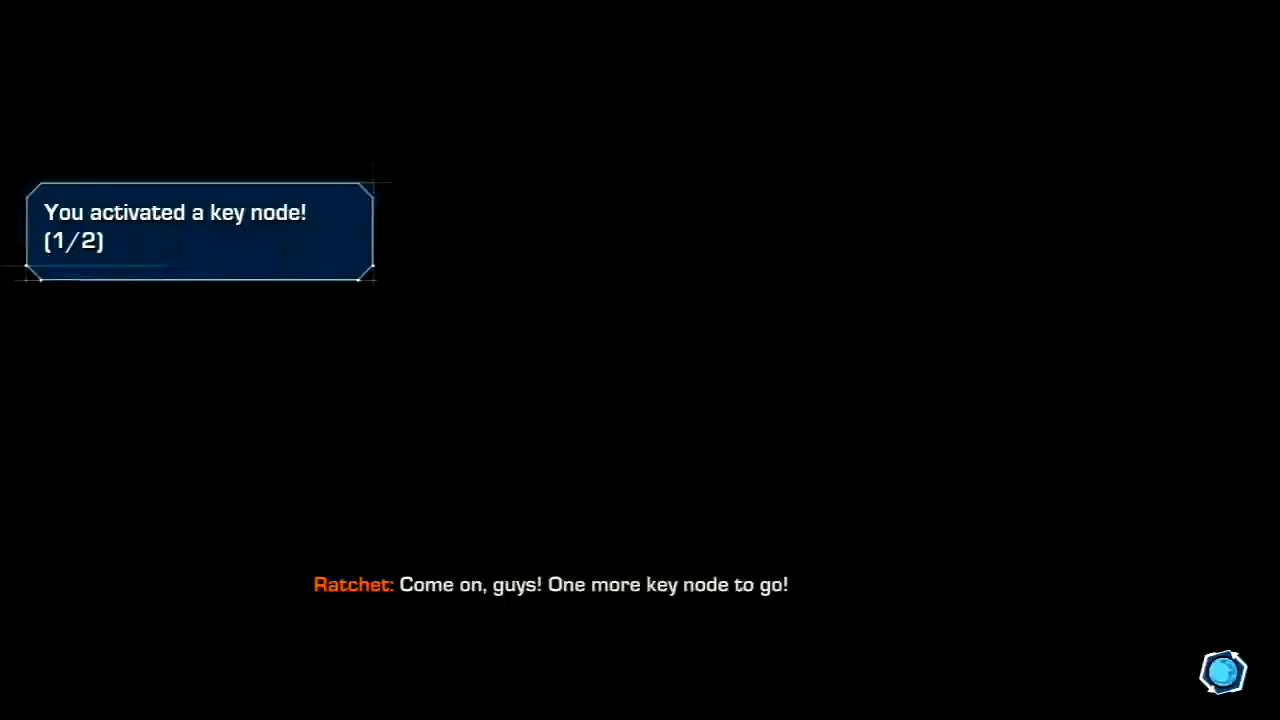 You activated a key node!
(1/2)
Ratchet: Come on, guys! One more key node to go!